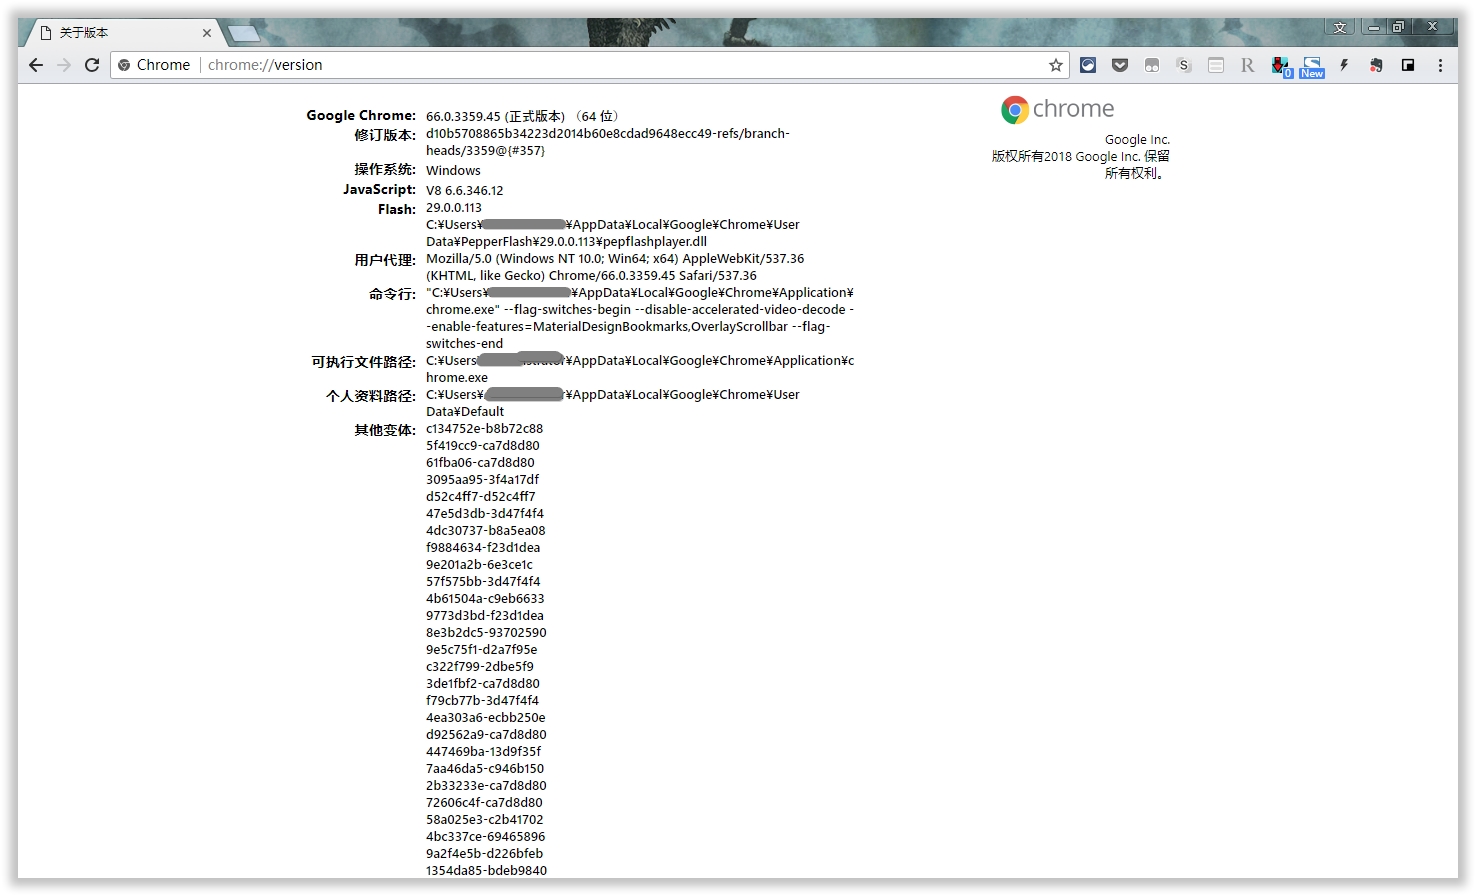 关于版本
文
Chrome
chrome://version
S
R
0
New
chrome
Google Inc.
版权所有2018 Google Inc. 保留
所有权利。
Google Chrome: 66.0.3359.45 (正式版本) （64 位）
修订版本: d10b5708865b34223d2014b60e8cdad9648ecc49-refs/branch-
heads/3359@{#357}
操作系统: Windows
JavaScript: V8 6.6.346.12
Flash: 29.0.0.113
C:¥Users¥ ¥AppData¥Local¥Google¥Chrome¥User
Data¥PepperFlash¥29.0.0.113¥pepflashplayer.dll
用户代理: Mozilla/5.0 (Windows NT 10.0; Win64; x64) AppleWebKit/537.36
(KHTML, like Gecko) Chrome/66.0.3359.45 Safari/537.36
命令行: "C:¥Users¥ ¥AppData¥Local¥Google¥Chrome¥Application¥
chrome.exe" --flag-switches-begin --disable-accelerated-video-decode -
-enable-features=MaterialDesignBookmarks,OverlayScrollbar --flag-
switches-end
可执行文件路径: C:¥Users ¥AppData¥Local¥Google¥Chrome¥Application¥c
hrome.exe
个人资料路径: C:¥Users¥ ¥AppData¥Local¥Google¥Chrome¥User
Data¥Default
其他变体: c134752e-b8b72c88
5f419cc9-ca7d8d80
61fba06-ca7d8d80
3095aa95-3f4a17df
d52c4ff7-d52c4ff7
47e5d3db-3d47f4f4
4dc30737-b8a5ea08
f9884634-f23d1dea
9e201a2b-6e3ce1c
57f575bb-3d47f4f4
4b61504a-c9eb6633
9773d3bd-f23d1dea
8e3b2dc5-93702590
9e5c75f1-d2a7f95e
c322f799-2dbe5f9
3de1fbf2-ca7d8d80
f79cb77b-3d47f4f4
4ea303a6-ecbb250e
d92562a9-ca7d8d80
447469ba-13d9f35f
7aa46da5-c946b150
2b33233e-ca7d8d80
72606c4f-ca7d8d80
58a025e3-c2b41702
4bc337ce-69465896
9a2f4e5b-d226bfeb
1354da85-bdeb9840